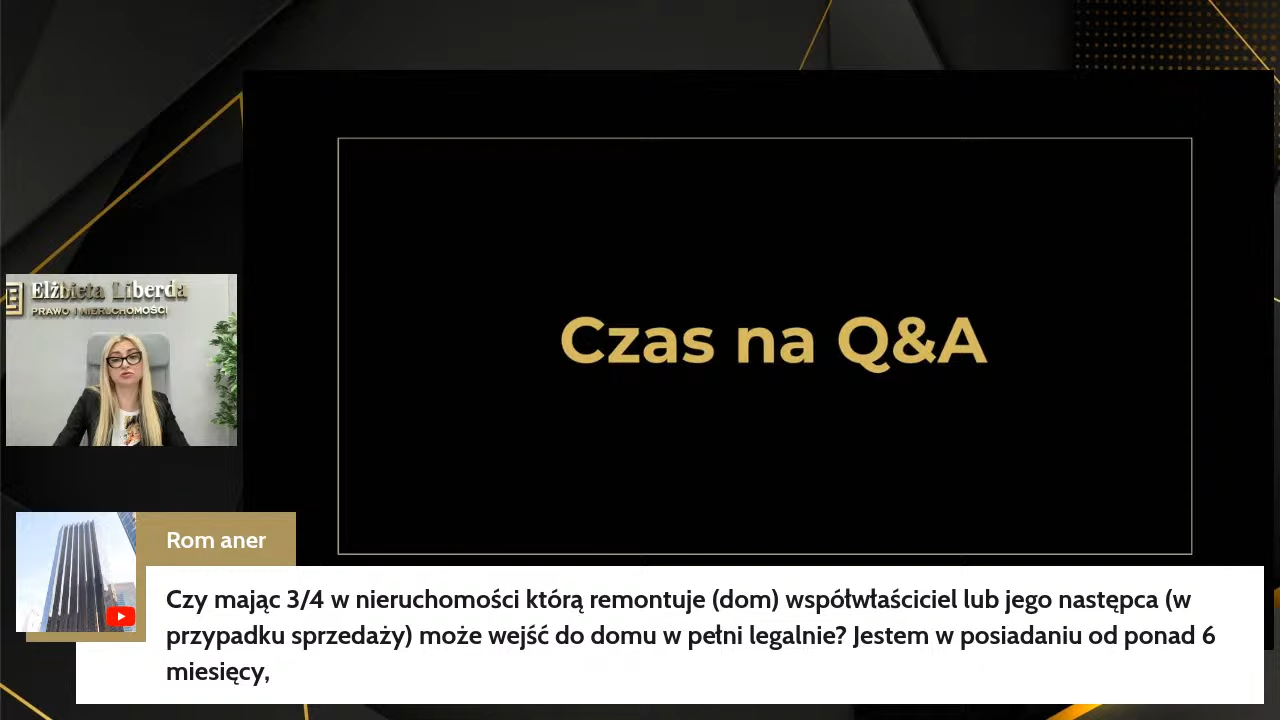 Elżbieta Liberda
PRAWO I NIERUCHOMOŚCI
Czas na Q&A
Rom aner
Czy mając 3/4 w nieruchomości którą remontuje (dom) współwłaściciel lub jego następca (w
przypadku sprzedaży) może wejść do domu w pełni legalnie? Jestem w posiadaniu od ponad 6
miesięcy,